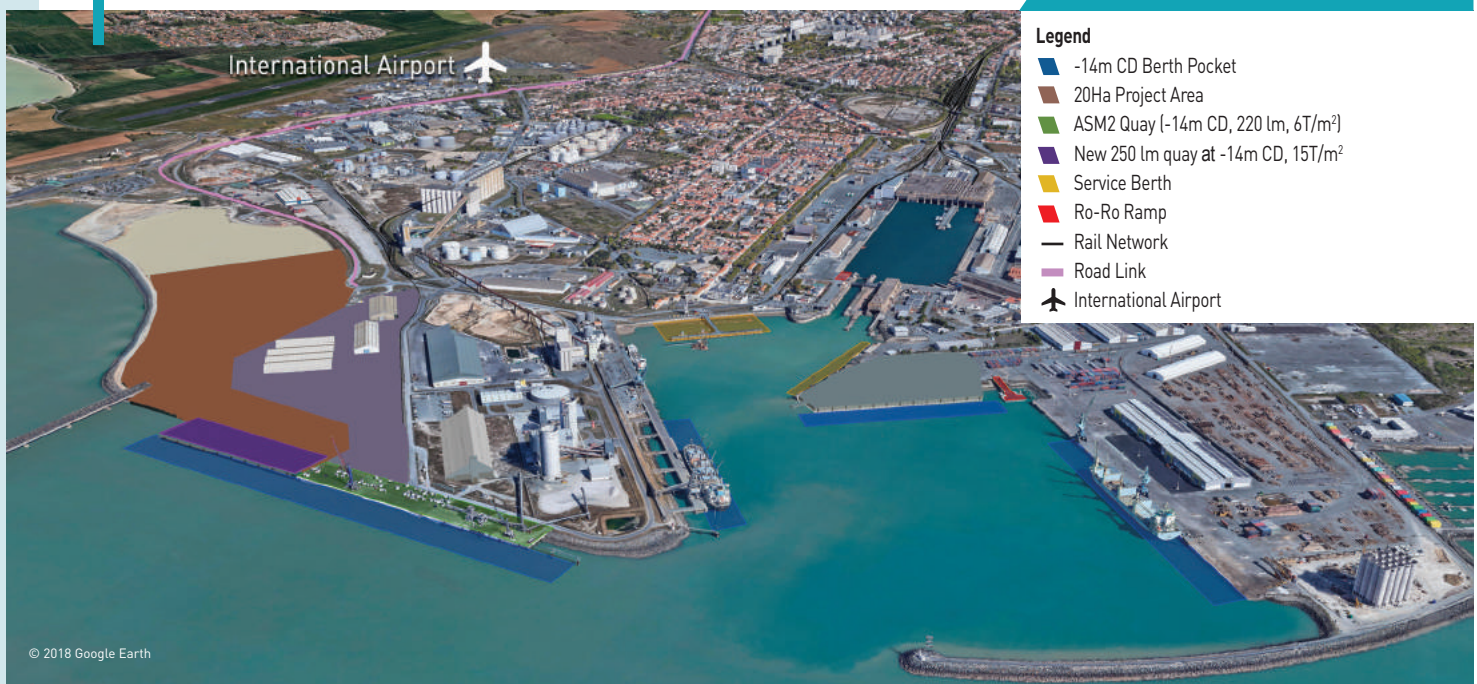 International Airport
Legend
-14m CD Berth Pocket
20Ha Project Area
ASM2 Quay (-14m CD, 220 lm, 6T/m²)
New 250 lm quay at -14m CD, 15T/m²
Service Berth
Ro-Ro Ramp
Rail Network
Road Link
International Airport
© 2018 Google Earth